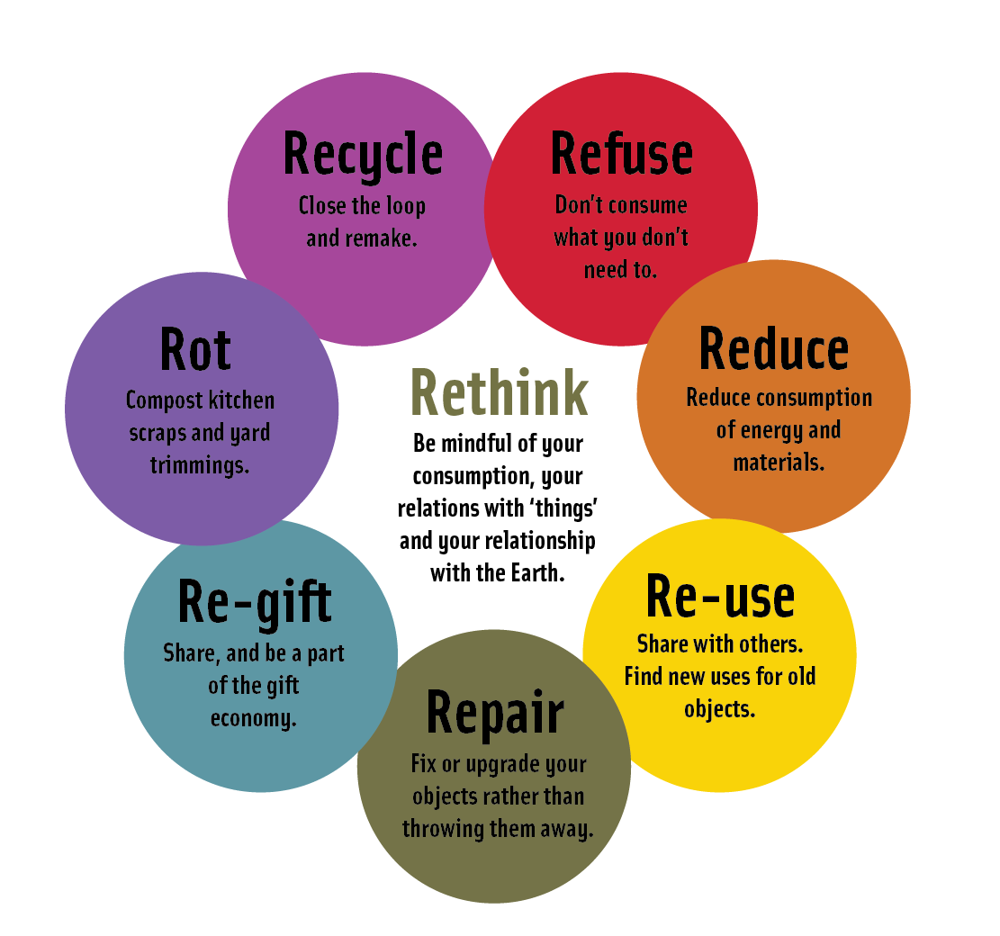 Recycle
Close the loop
and remake.
Refuse
Don’t consume
what you don’t
need to.
Rot
Compost kitchen
scraps and yard
trimmings.
Rethink
Be mindful of your
consumption, your
relations with ‘things’
and your relationship
with the Earth.
Reduce
Reduce consumption
of energy and
materials.
Re-gift
Share, and be a part
of the gift
economy.
Repair
Fix or upgrade your
objects rather than
throwing them away.
Re-use
Share with others.
Find new uses for old
objects.